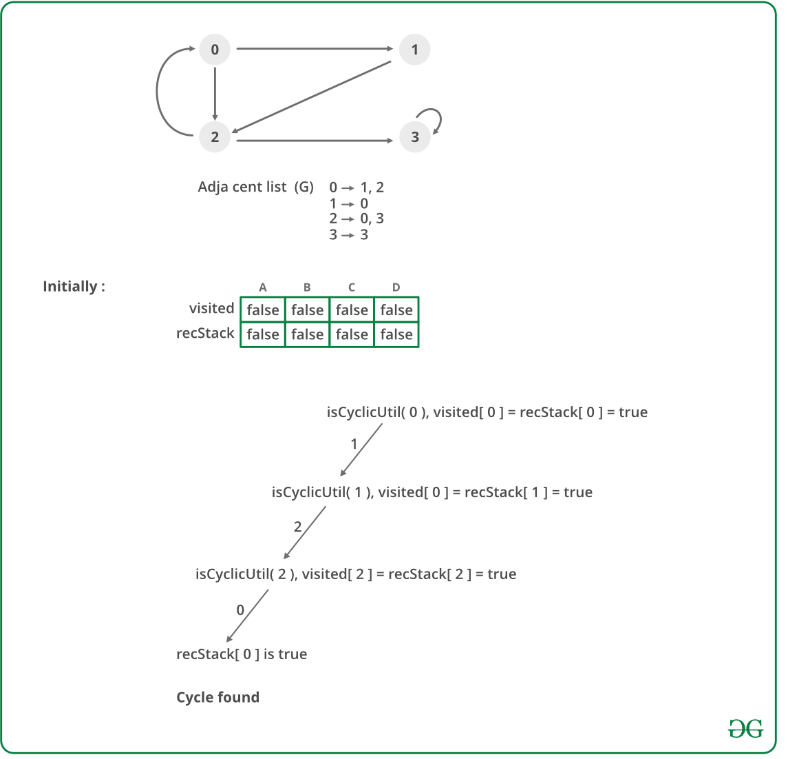 0 1
2 3
Adja cent list (G) 0 → 1, 2
1 → 0
2 → 0, 3
3 → 3
Initially :
A B C D
visited false false false false
recStack false false false false
isCyclicUtil( 0 ), visited[ 0 ] = recStack[ 0 ] = true
1
isCyclicUtil( 1 ), visited[ 0 ] = recStack[ 1 ] = true
2
isCyclicUtil( 2 ), visited[ 2 ] = recStack[ 2 ] = true
0
recStack[ 0 ] is true
Cycle found